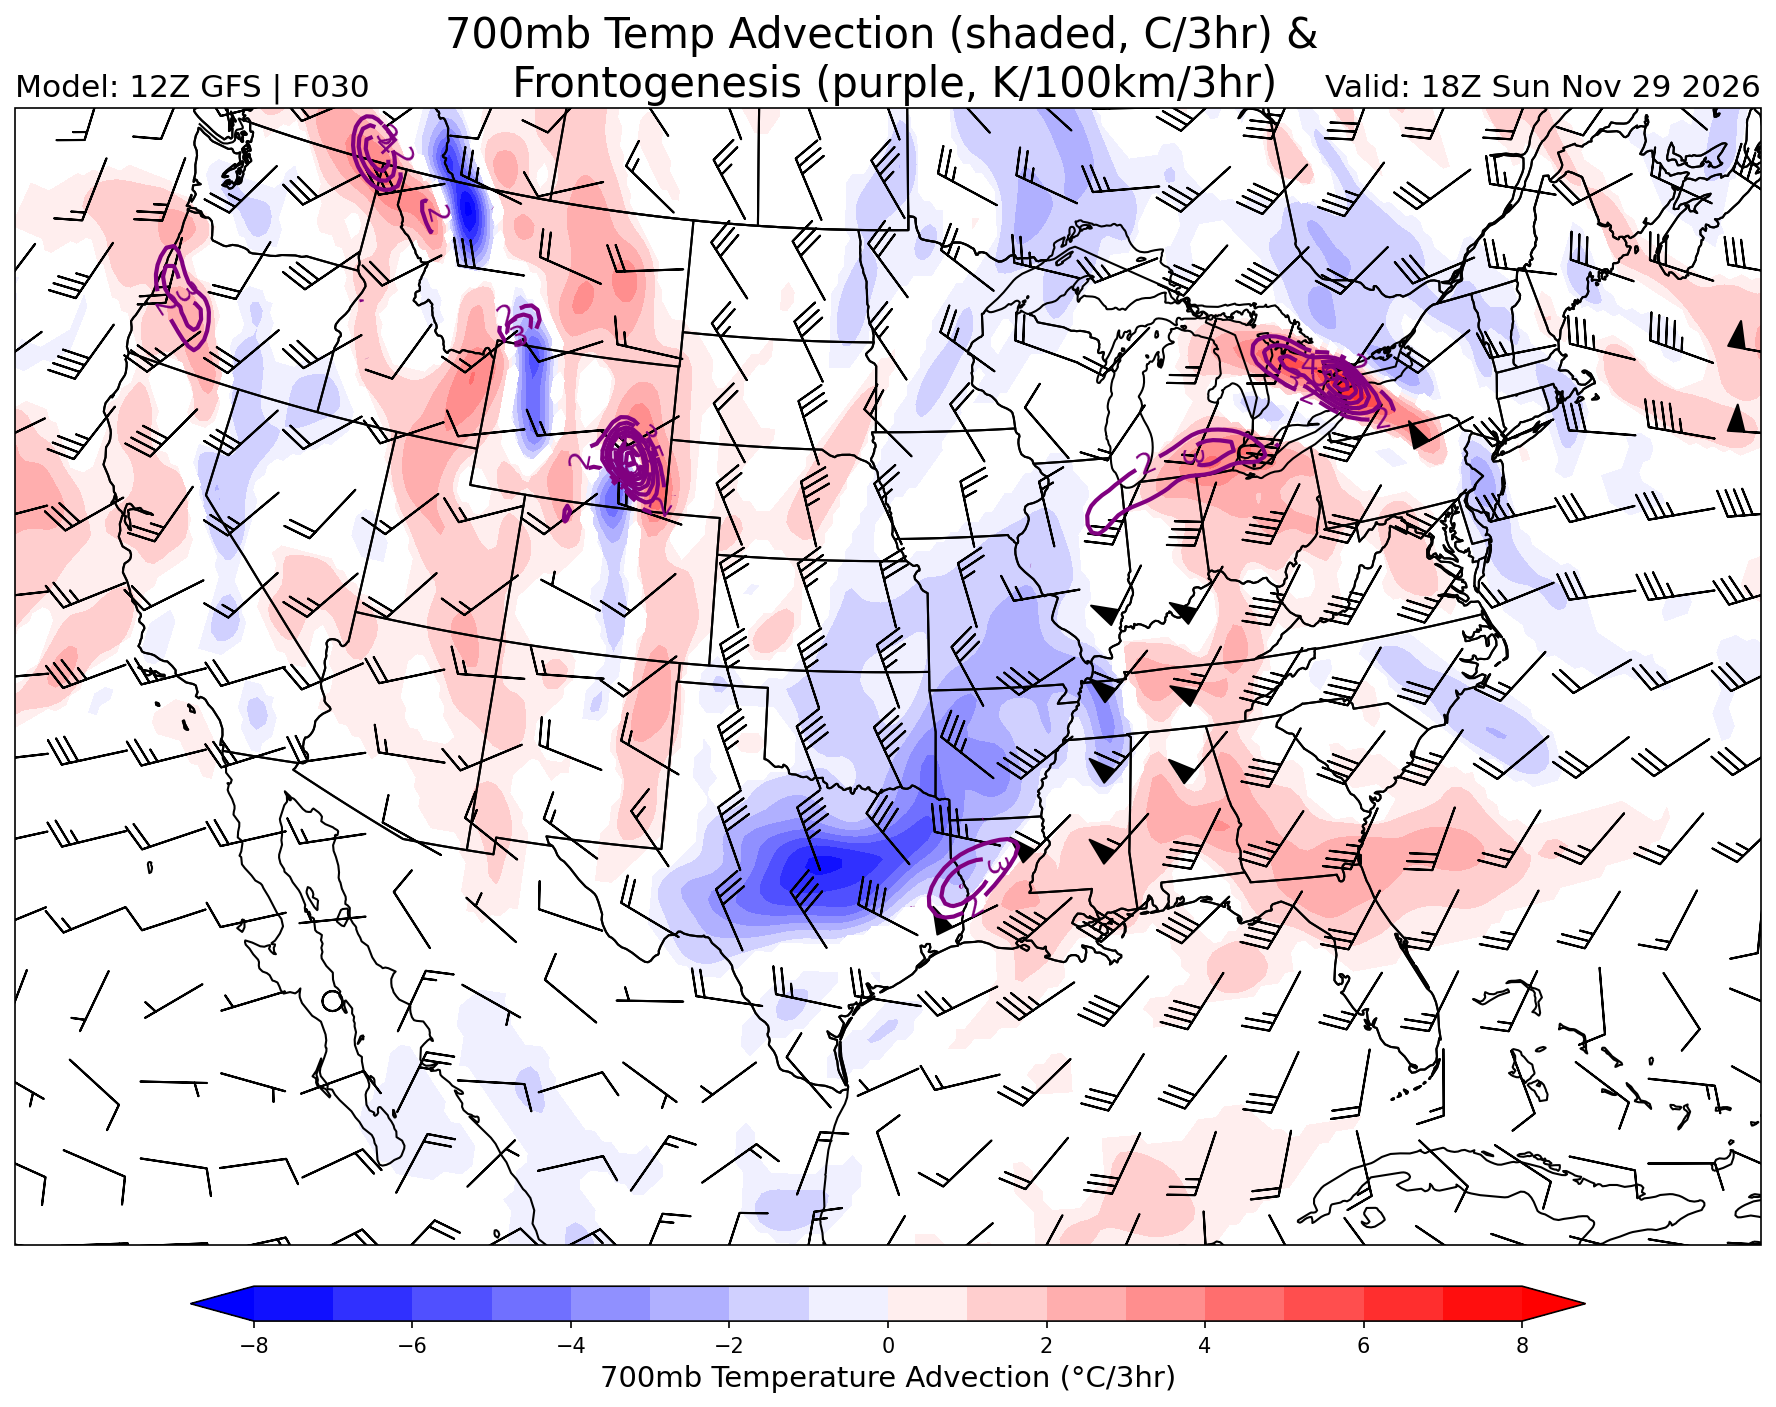 700mb Temp Advection (shaded, C/3hr) &
Model: 12Z GFS | F030
Frontogenesis (purple, K/100km/3hr)
Valid: 18Z Sun Nov 29 2026
−8
−6
−4
−2
0
2
4
6
8
700mb Temperature Advection (°C/3hr)